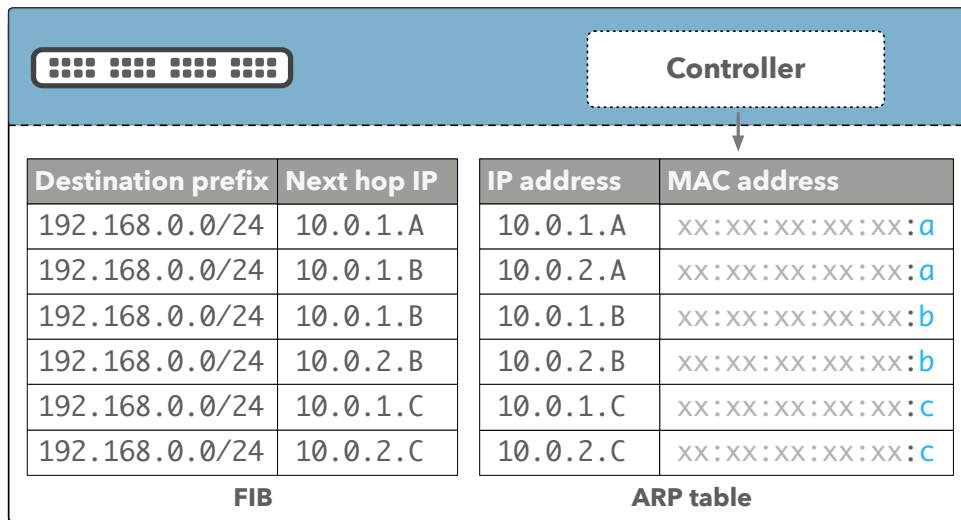 Controller
Destination prefix Next hop IP IP address MAC address
192.168.0.0/24 10.0.1.A 10.0.1.A xx:xx:xx:xx:xx:a
192.168.0.0/24 10.0.1.B 10.0.2.A xx:xx:xx:xx:xx:a
192.168.0.0/24 10.0.1.B 10.0.1.B xx:xx:xx:xx:xx:b
192.168.0.0/24 10.0.2.B 10.0.2.B xx:xx:xx:xx:xx:b
192.168.0.0/24 10.0.1.C 10.0.1.C xx:xx:xx:xx:xx:c
192.168.0.0/24 10.0.2.C 10.0.2.C xx:xx:xx:xx:xx:c
FIB ARP table